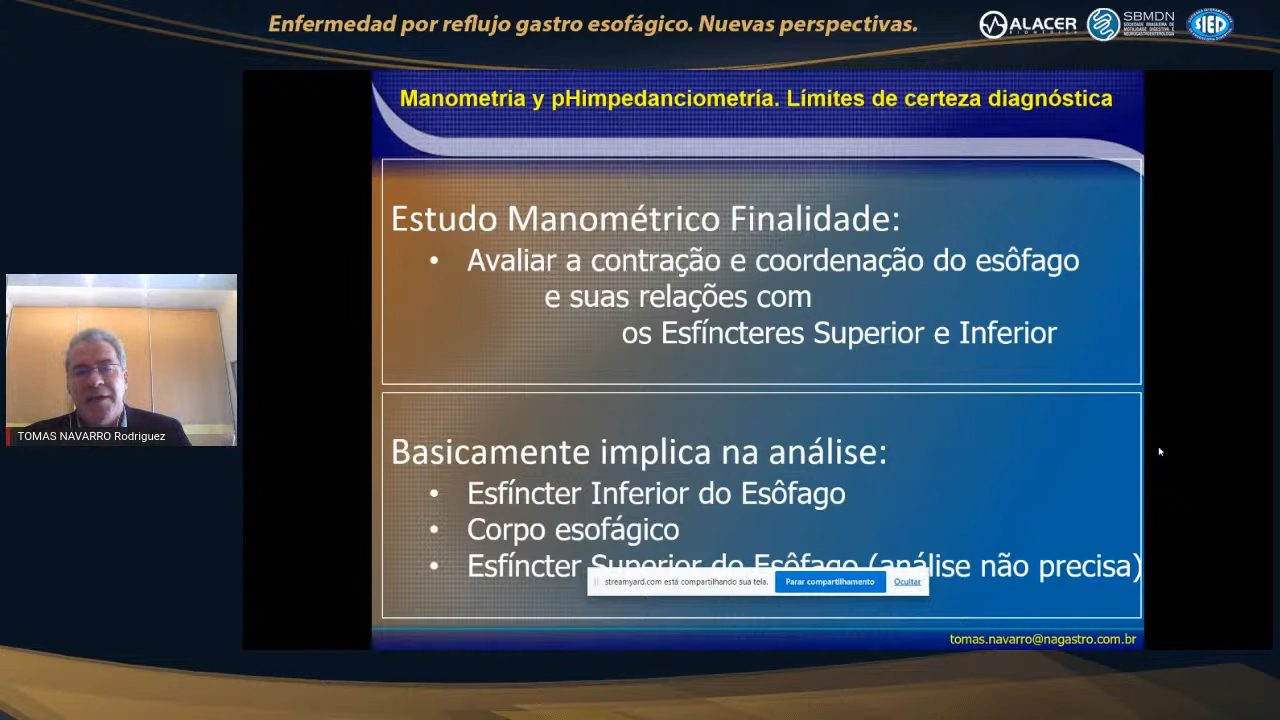 Enfermedad por reflujo gastro esofágico. Nuevas perspectivas.
ALACER
BIOMÉDICA
SBMDN
SIED
Manometria y pHimpedanciometría. Límites de certeza diagnóstica
Estudo Manométrico Finalidade:
• Avaliar a contração e coordenação do esôfago
e suas relações com
os Esfíncteres Superior e Inferior
TOMAS NAVARRO Rodriguez
Basicamente implica na análise:
• Esfíncter Inferior do Esôfago
• Corpo esofágico
• Esfíncter Superior do Esôfago (análise não precisa)
streamyard.com está compartilhando sua tela.
Parar compartilhamento
Ocultar
tomas.navarro@nagastro.com.br